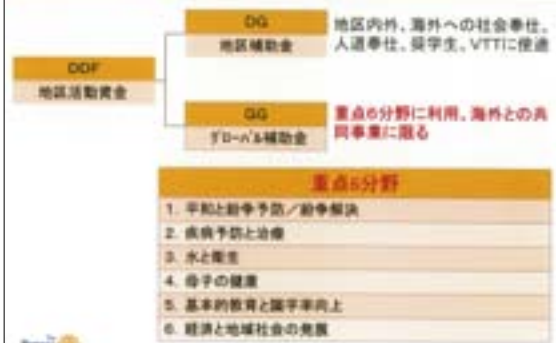 DG
地区補助金
地区内外、海外への社会奉仕、
人道奉仕、奨学生、VTTに使途
DDF
地区活動資金
GG
グローバル補助金
重点6分野に利用、海外との共
同事業に限る
重点6分野
1. 平和と紛争予防／紛争解決
2. 疾病予防と治療
3. 水と衛生
4. 母子の健康
5. 基本的教育と識字率向上
6. 経済と地域社会の発展